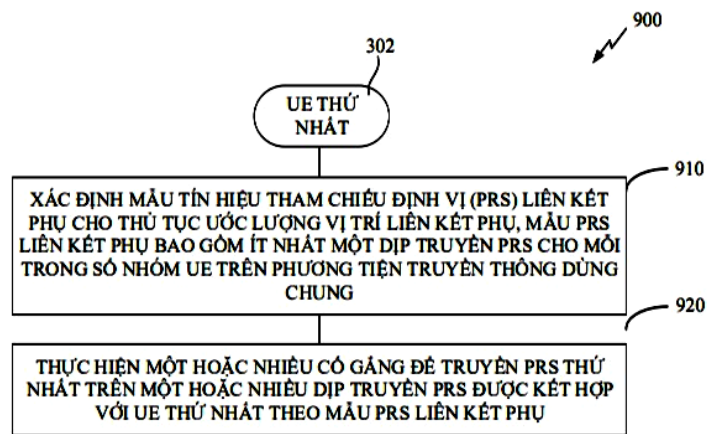 900
302
UE THỨ
NHẤT
910
XÁC ĐỊNH MẪU TÍN HIỆU THAM CHIẾU ĐỊNH VỊ (PRS) LIÊN KẾT
PHỤ CHO THỦ TỤC ƯỚC LƯỢNG VỊ TRÍ LIÊN KẾT PHỤ, MẪU PRS
LIÊN KẾT PHỤ BAO GỒM ÍT NHẤT MỘT DỊP TRUYỀN PRS CHO MỖI
TRONG SỐ NHÓM UE TRÊN PHƯƠNG TIỆN TRUYỀN THÔNG DÙNG
CHUNG
920
THỰC HIỆN MỘT HOẶC NHIỀU CỐ GẮNG ĐỂ TRUYỀN PRS THỨ
NHẤT TRÊN MỘT HOẶC NHIỀU DỊP TRUYỀN PRS ĐƯỢC KẾT HỢP
VỚI UE THỨ NHẤT THEO MẪU PRS LIÊN KẾT PHỤ